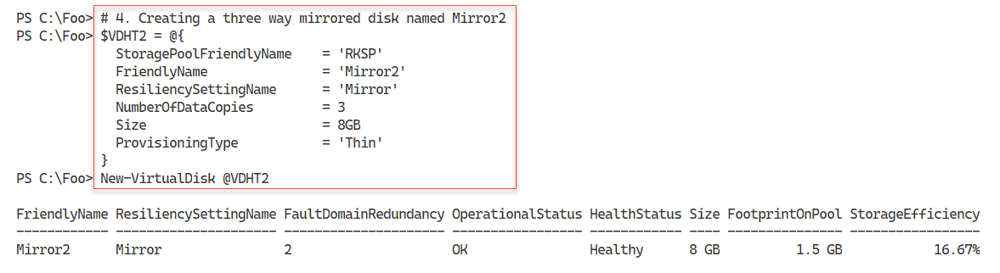 PS C:\Foo> # 4. Creating a three way mirrored disk named Mirror2
PS C:\Foo> $VDHT2 = @{
  StoragePoolFriendlyName    = 'RKSP'
  FriendlyName               = 'Mirror2'
  ResiliencySettingName      = 'Mirror'
  NumberOfDataCopies         = 3
  Size                       = 8GB
  ProvisioningType           = 'Thin'
}
PS C:\Foo> New-VirtualDisk @VDHT2
FriendlyName ResiliencySettingName FaultDomainRedundancy OperationalStatus HealthStatus Size FootprintOnPool StorageEfficiency
------------ --------------------- --------------------- ----------------- ------------ ---- --------------- -----------------
Mirror2      Mirror                2                     OK                Healthy      8 GB          1.5 GB            16.67%